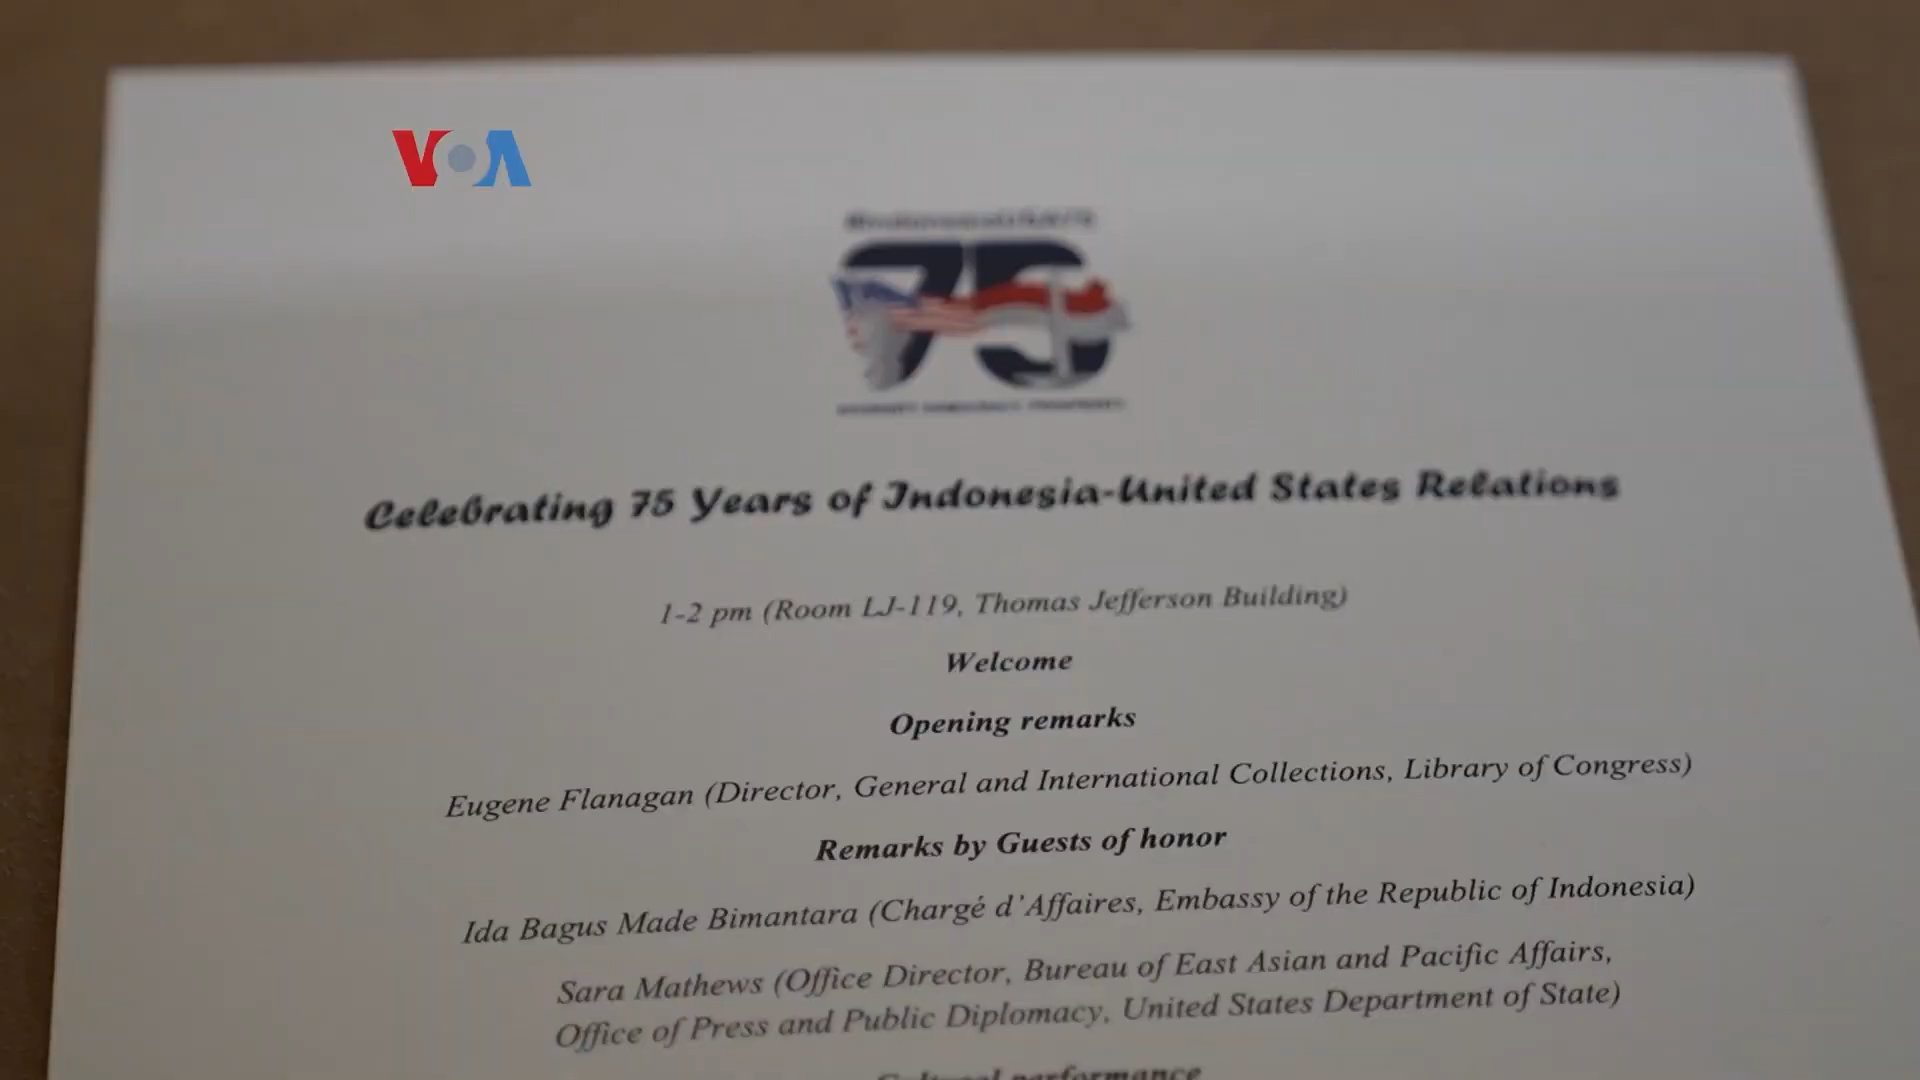 VOA
75
Celebrating 75 Years of Indonesia-United States Relations
1-2 pm (Room LJ-119, Thomas Jefferson Building)
Welcome
Opening remarks
Eugene Flanagan (Director, General and International Collections, Library of Congress)
Remarks by Guests of honor
Ida Bagus Made Bimantara (Chargé d'Affaires, Embassy of the Republic of Indonesia)
Sara Mathews (Office Director, Bureau of East Asian and Pacific Affairs,
Office of Press and Public Diplomacy, United States Department of State)
Cultural performance